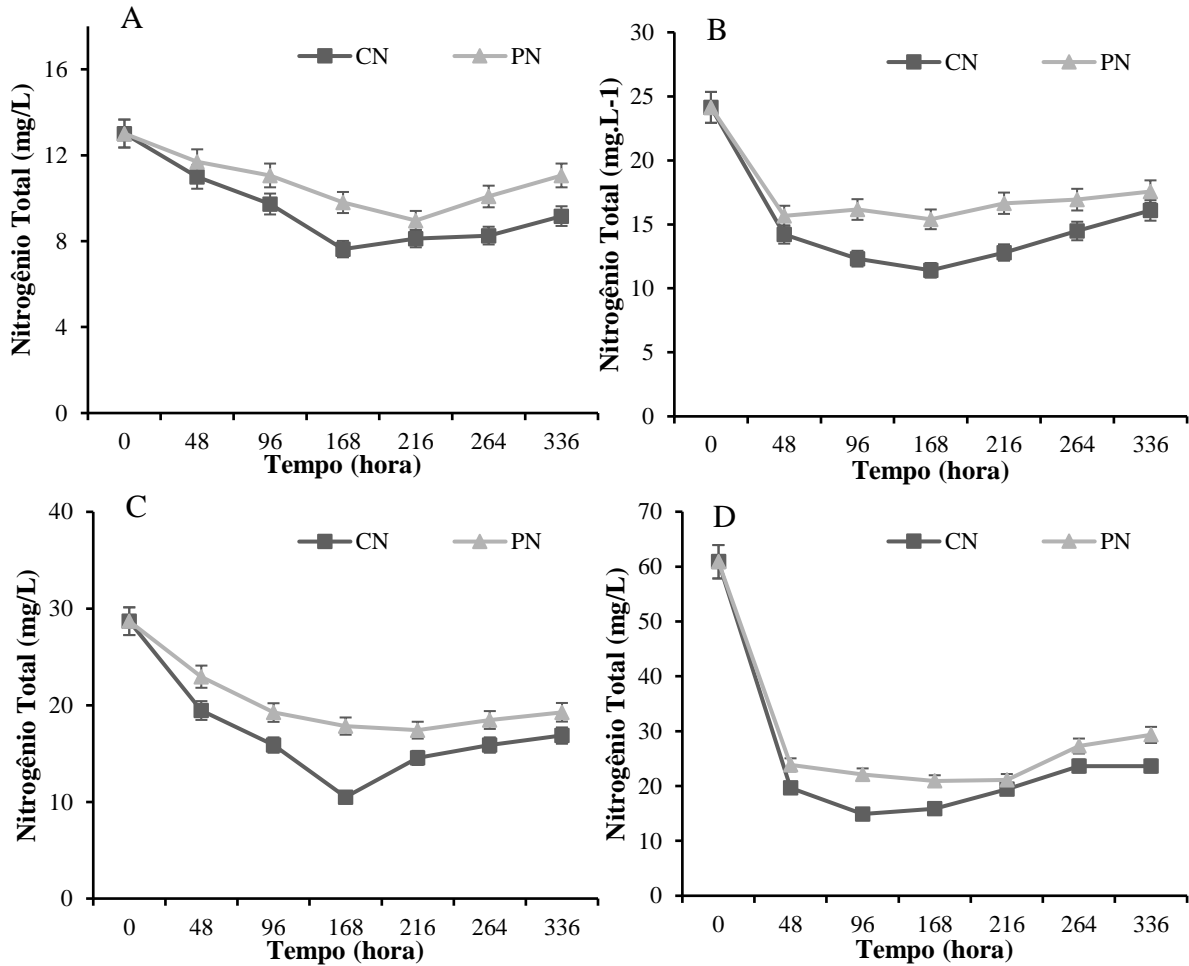 A
CN PN
Nitrogênio Total (mg/L)
16
12
8
4
0
0 48 96 168 216 264 336
Tempo (hora)
B
CN PN
Nitrogênio Total (mg.L-1)
30
25
20
15
10
5
0
0 48 96 168 216 264 336
Tempo (hora)
C
CN PN
Nitrogênio Total (mg/L)
40
30
20
10
0
0 48 96 168 216 264 336
Tempo (hora)
D
CN PN
Nitrogênio Total (mg/L)
70
60
50
40
30
20
10
0
0 48 96 168 216 264 336
Tempo (hora)